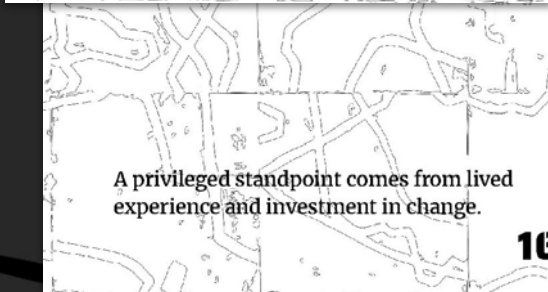 A privileged standpoint comes from lived
experience and investment in change.